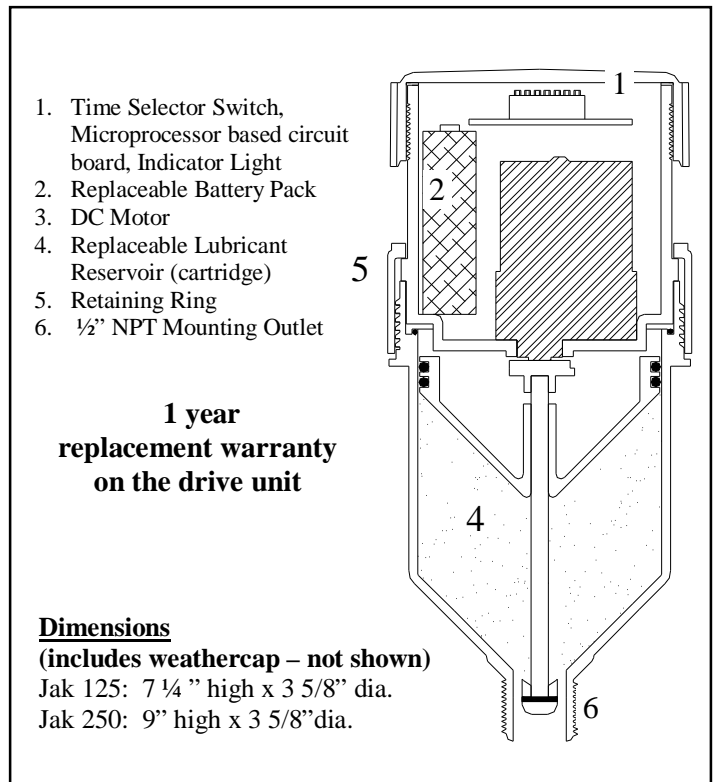 1. Time Selector Switch,
Microprocessor based circuit
board, Indicator Light
2. Replaceable Battery Pack
3. DC Motor
4. Replaceable Lubricant
Reservoir (cartridge)
5. Retaining Ring
6. ½” NPT Mounting Outlet
1 year
replacement warranty
on the drive unit
Dimensions
(includes weathercap – not shown)
Jak 125: 7 ¼ ” high x 3 5/8” dia.
Jak 250: 9” high x 3 5/8”dia.
1
2
5
4
6